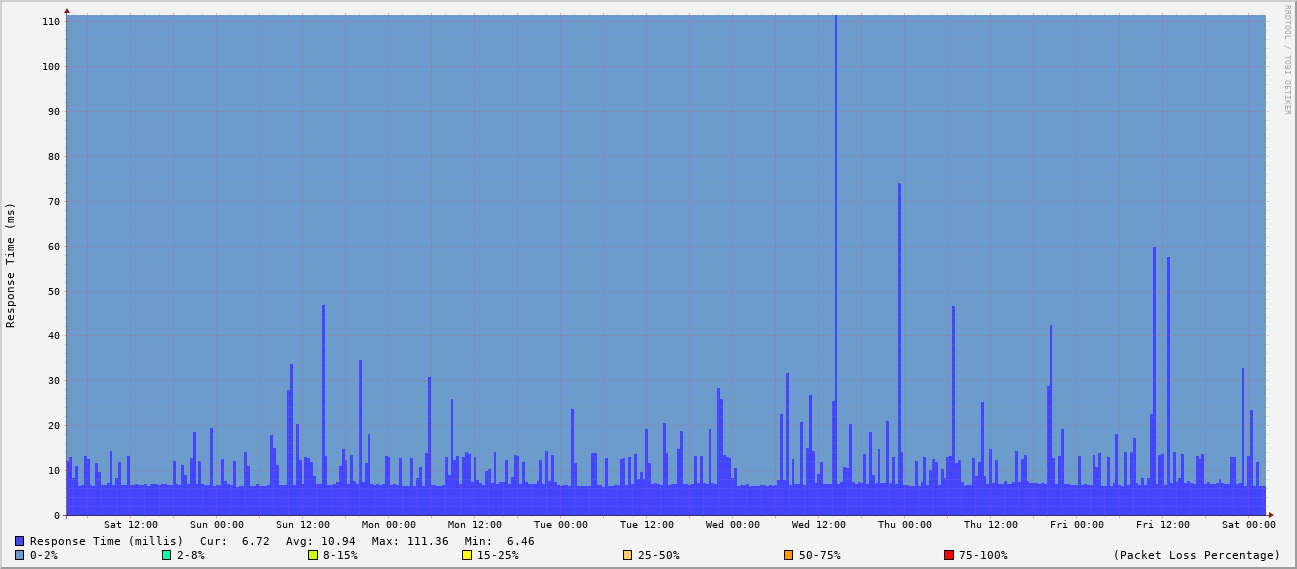 110
100
90
80
70
60
50
40
30
20
10
0
Response Time (ms)
RRDTOOL / TOBI OETIKER
Sat 12:00 Sun 00:00 Sun 12:00 Mon 00:00 Mon 12:00 Tue 00:00 Tue 12:00 Wed 00:00 Wed 12:00 Thu 00:00 Thu 12:00 Fri 00:00 Fri 12:00 Sat 00:00
Response Time (millis) Cur: 6.72 Avg: 10.94 Max: 111.36 Min: 6.46
0-2% 2-8% 8-15% 15-25% 25-50% 50-75% 75-100% (Packet Loss Percentage)